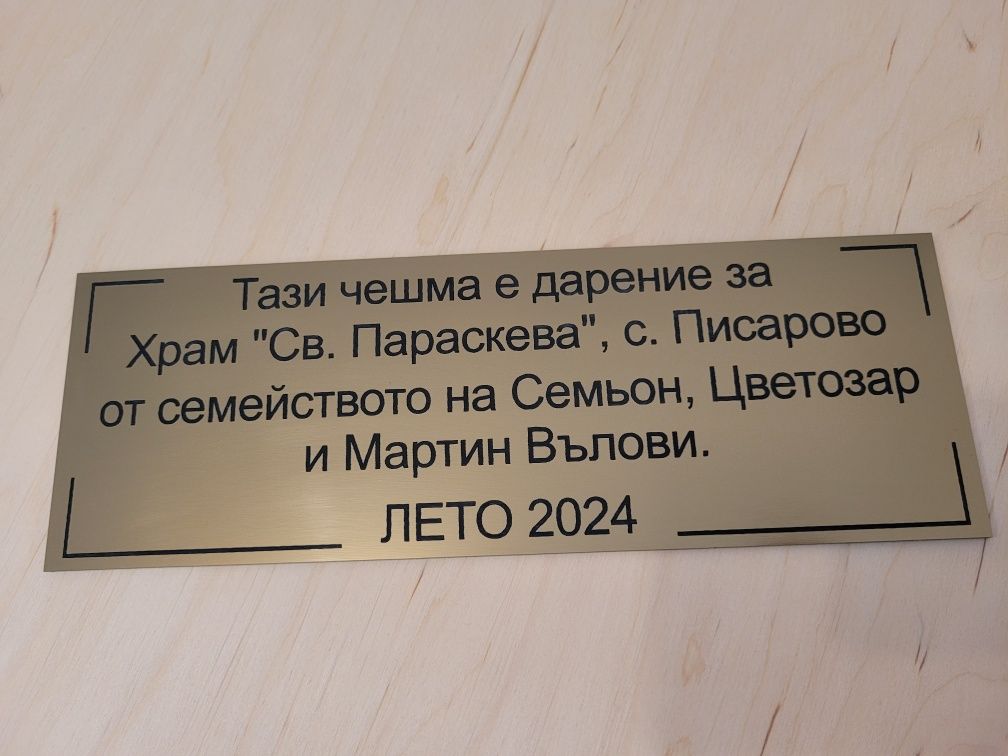 Тази чешма е дарение за
Храм "Св. Параскева", с. Писарово
от семейството на Семьон, Цветозар
и Мартин Вълови.
ЛЕТО 2024